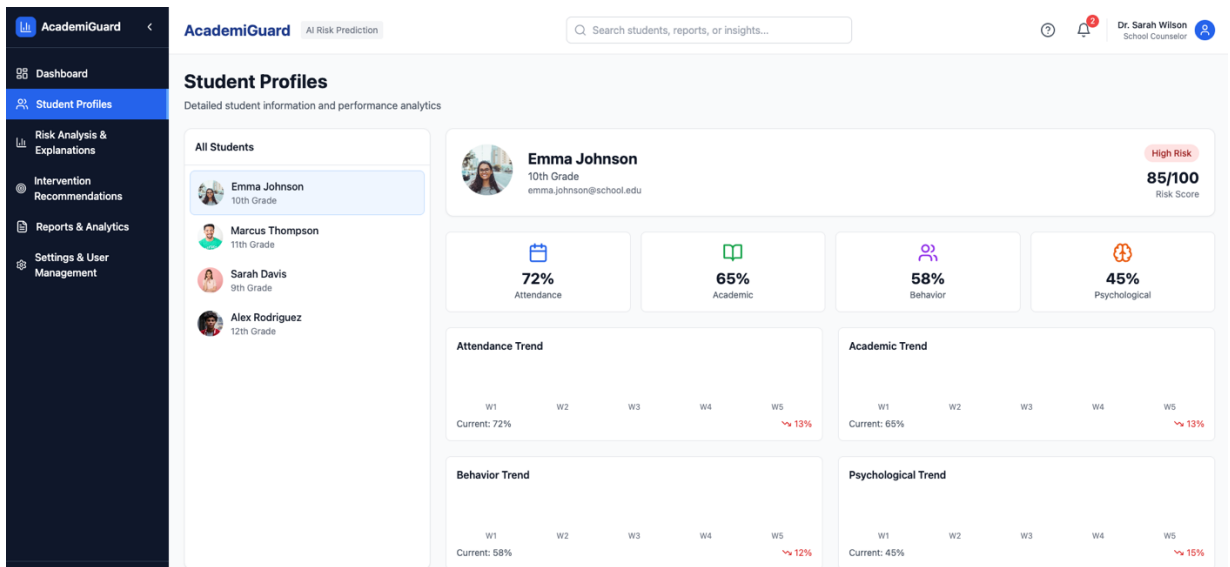 AcademiGuard
Dashboard
Student Profiles
Risk Analysis &
Explanations
Intervention
Recommendations
Reports & Analytics
Settings & User
Management
AcademiGuard
AI Risk Prediction
Search students, reports, or insights...
2
Dr. Sarah Wilson
School Counselor
Student Profiles
Detailed student information and performance analytics
All Students
Emma Johnson
10th Grade
Marcus Thompson
11th Grade
Sarah Davis
9th Grade
Alex Rodriguez
12th Grade
Emma Johnson
10th Grade
emma.johnson@school.edu
High Risk
85/100
Risk Score
72%
Attendance
65%
Academic
58%
Behavior
45%
Psychological
Attendance Trend
W1 W2 W3 W4 W5
Current: 72% 13%
Academic Trend
W1 W2 W3 W4 W5
Current: 65% 13%
Behavior Trend
W1 W2 W3 W4 W5
Current: 58% 12%
Psychological Trend
W1 W2 W3 W4 W5
Current: 45% 15%